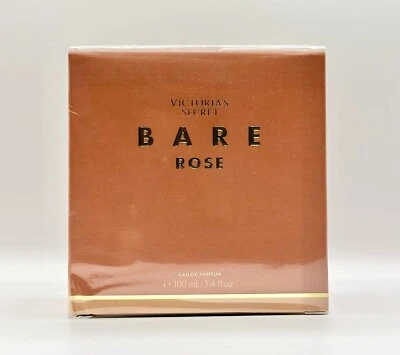 VICTORIA'S
SECRET
BARE
ROSE
EAU DE PARFUM
e 100 mL / 3.4 fl oz